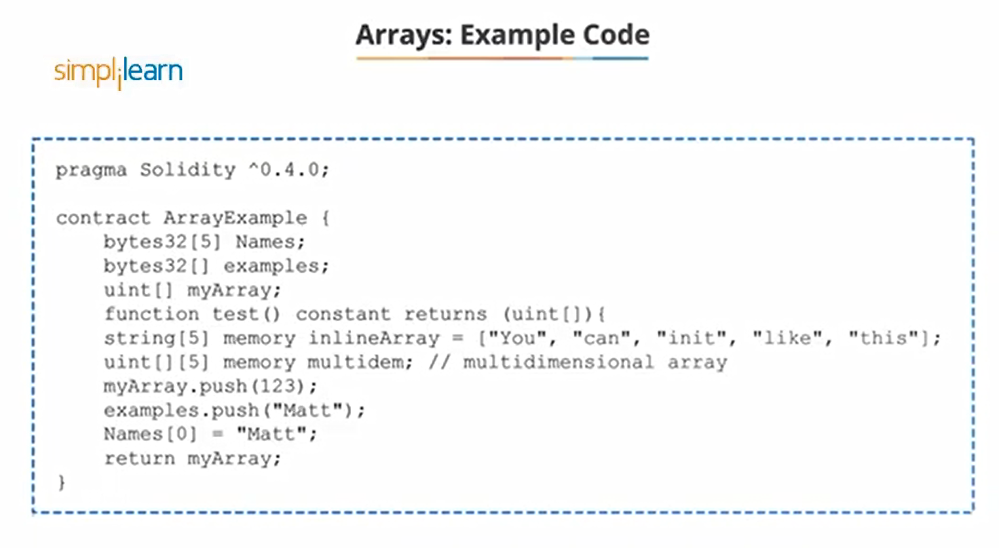 Arrays: Example Code
simplilearn
pragma Solidity ^0.4.0;
contract ArrayExample {
bytes32[5] Names;
bytes32[] examples;
uint[] myArray;
function test() constant returns (uint[]){
string[5] memory inlineArray = ["You", "can", "init", "like", "this"];
uint[][5] memory multidem; // multidimensional array
myArray.push(123);
examples.push("Matt");
Names[0] = "Matt";
return myArray;
}